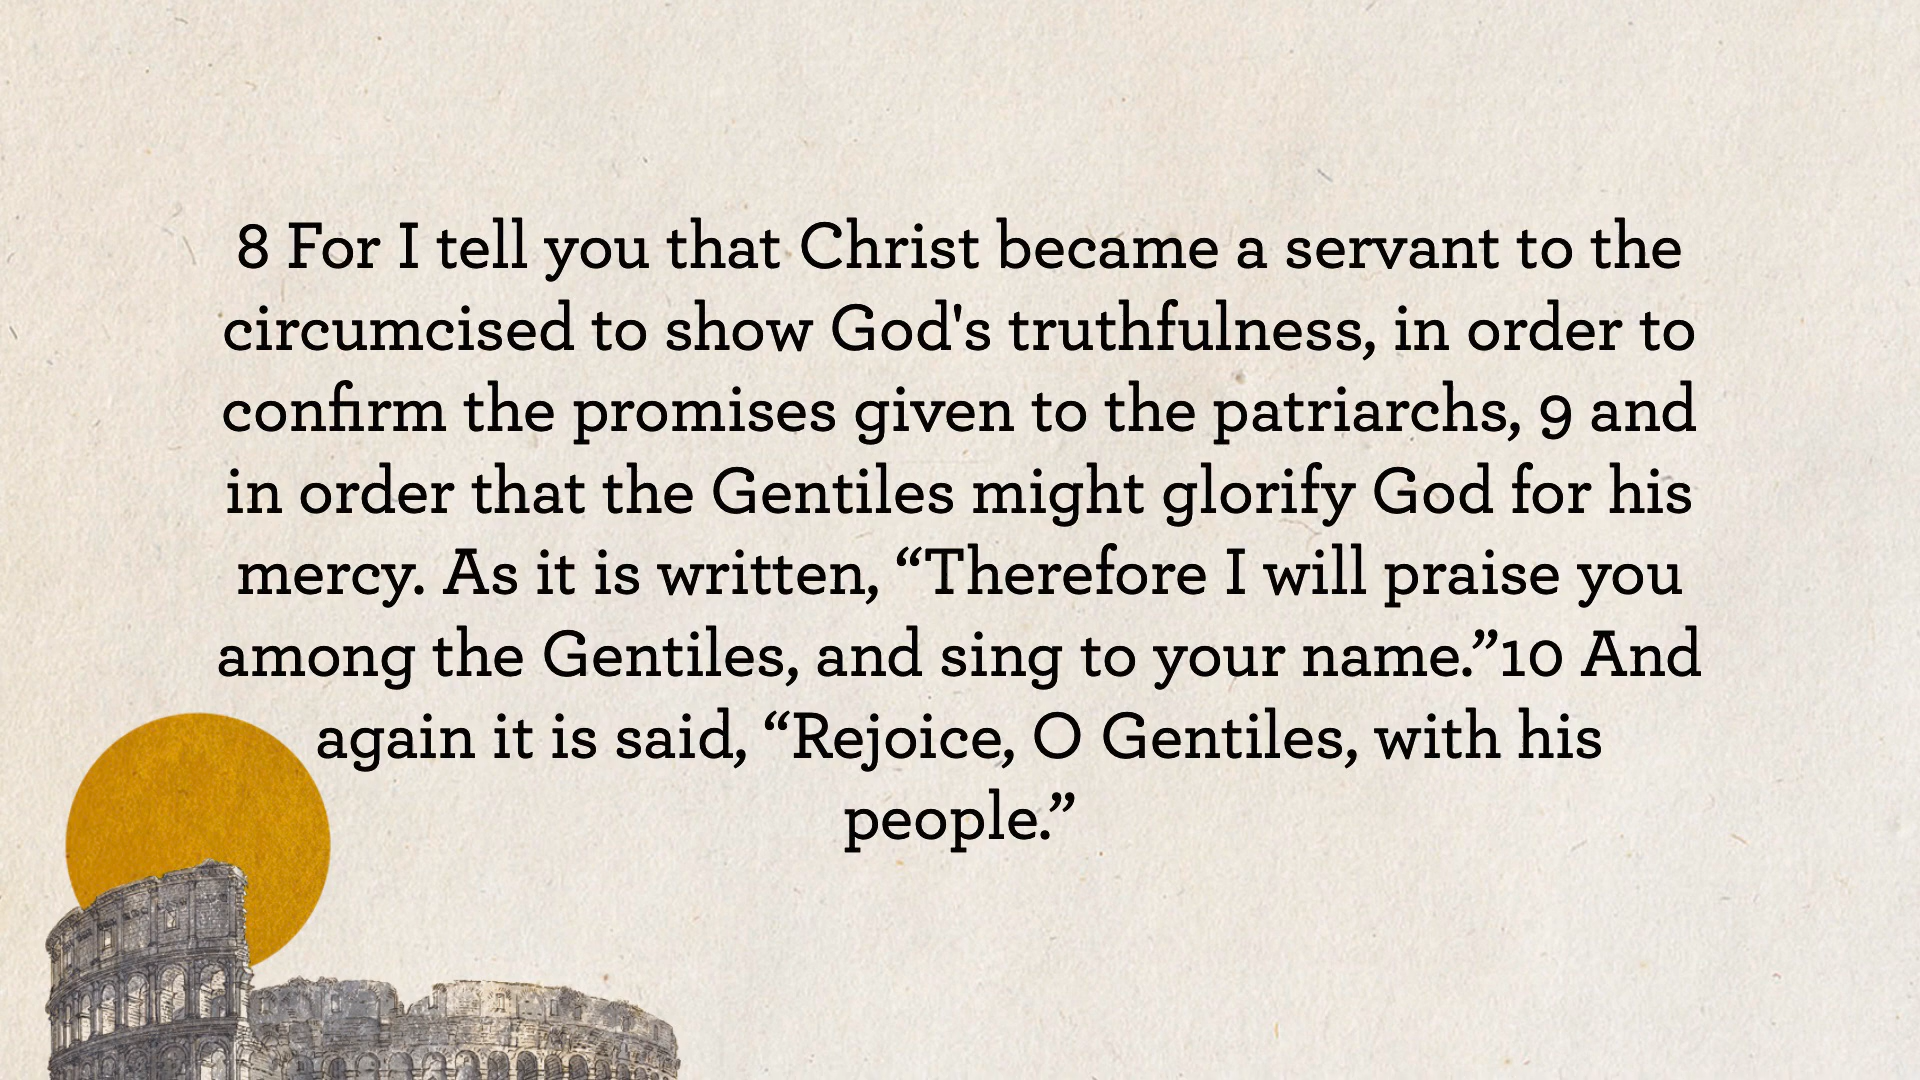 8 For I tell you that Christ became a servant to the
circumcised to show God's truthfulness, in order to
confirm the promises given to the patriarchs, 9 and
in order that the Gentiles might glorify God for his
mercy. As it is written, “Therefore I will praise you
among the Gentiles, and sing to your name.”10 And
again it is said, “Rejoice, O Gentiles, with his
people.”